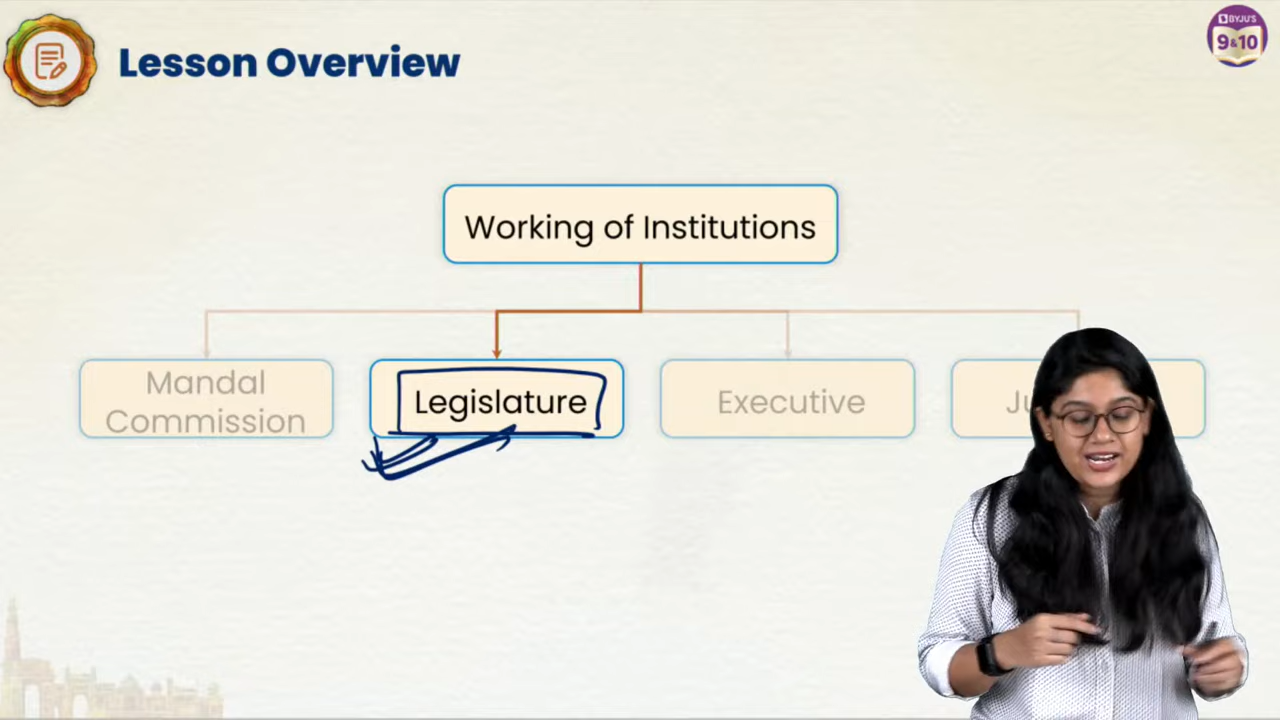 Lesson Overview
BYJU'S
9&10
Working of Institutions
Mandal
Commission
Legislature
Executive